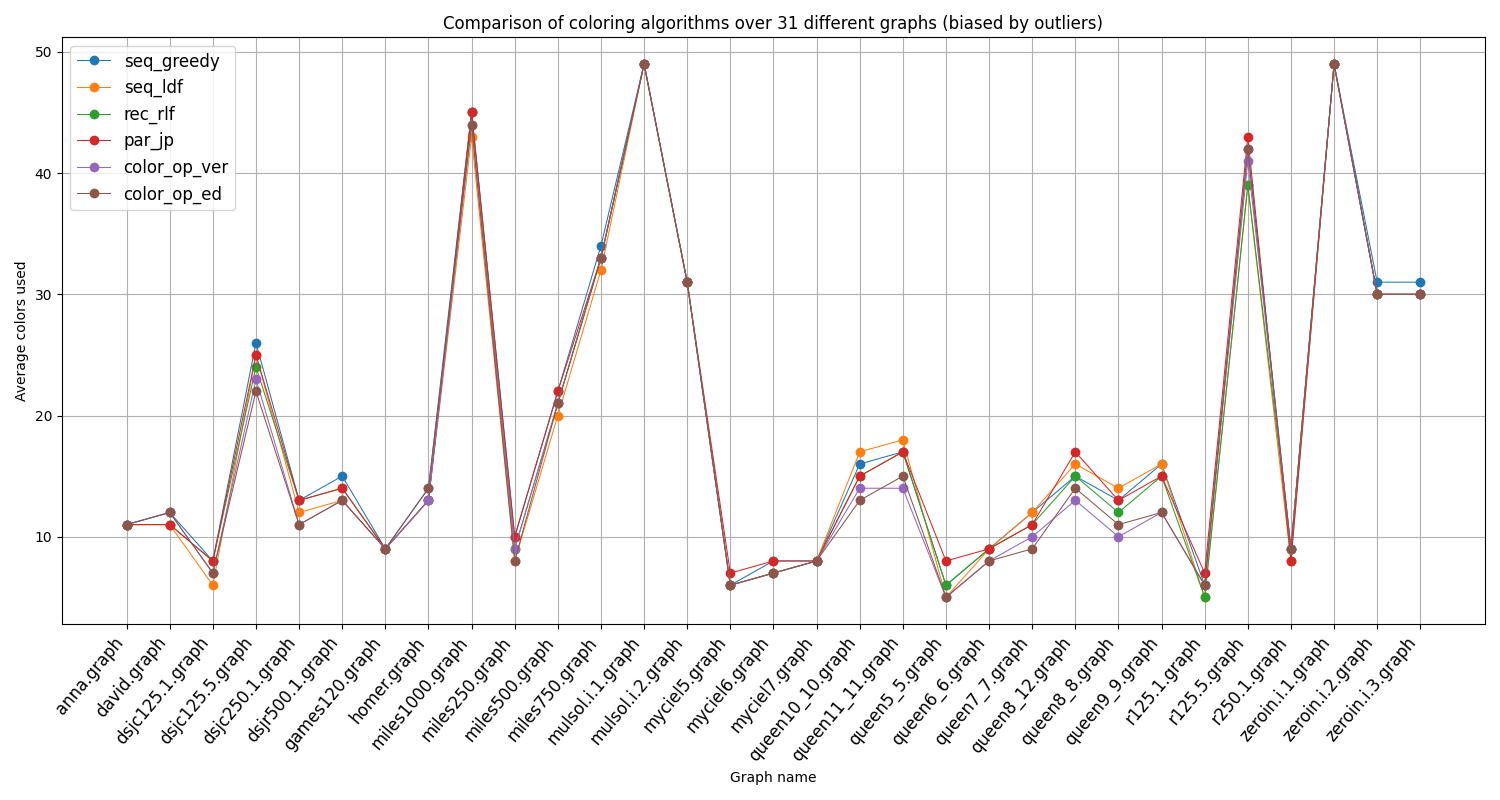 Comparison of coloring algorithms over 31 different graphs (biased by outliers)
50
40
30
20
10
Average colors used
seq_greedy
seq_ldf
rec_rlf
par_jp
color_op_ver
color_op_ed
anna.graph
david.graph
dsjc125.1.graph
dsjc125.5.graph
dsjc250.1.graph
dsjr500.1.graph
games120.graph
homer.graph
miles1000.graph
miles250.graph
miles500.graph
miles750.graph
mulsol.i.1.graph
mulsol.i.2.graph
myciel5.graph
myciel6.graph
myciel7.graph
queen10_10.graph
queen11_11.graph
queen5_5.graph
queen6_6.graph
queen7_7.graph
queen8_12.graph
queen8_8.graph
queen9_9.graph
r125.1.graph
r125.5.graph
r250.1.graph
zeroin.i.1.graph
zeroin.i.2.graph
zeroin.i.3.graph
Graph name